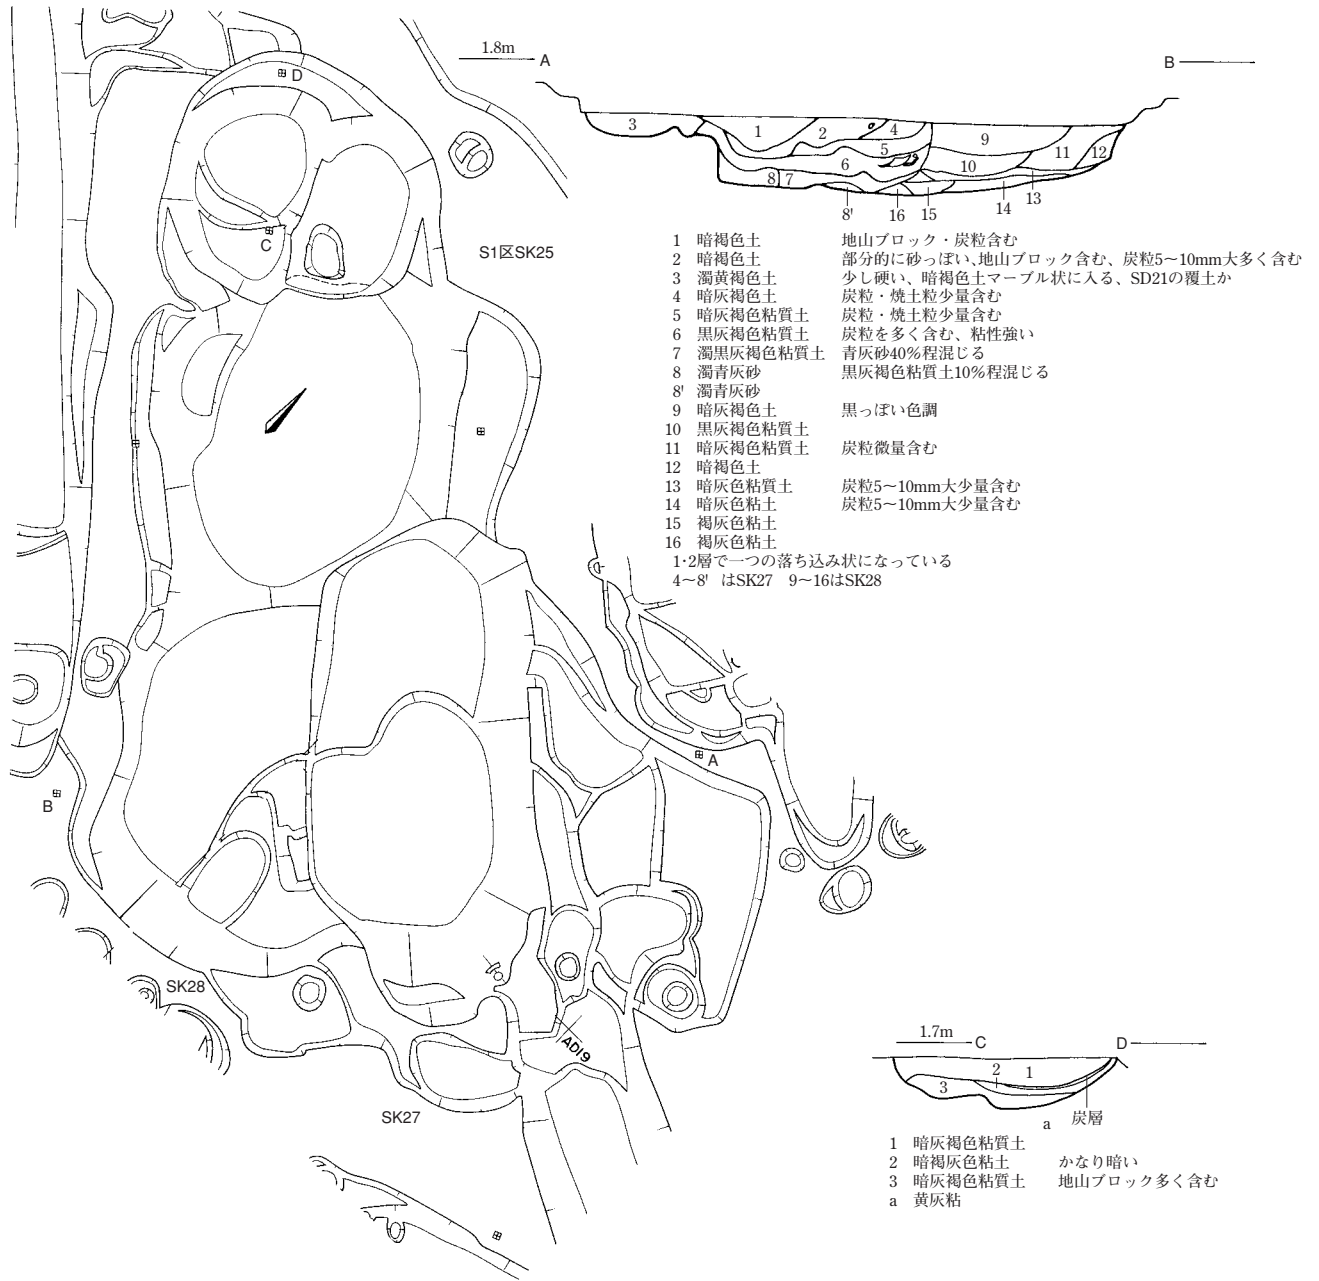 1.8m A
B
3
1
2
4
5
6
7
8
8'
9
10
11
12
13
14
15
16
D
C
S1区SK25
1 暗褐色土 地山ブロック・炭粒含む
2 暗褐色土 部分的に砂っぽい、地山ブロック含む、炭粒5〜10mm大多く含む
3 濁黄褐色土 少し硬い、暗褐色土マーブル状に入る、SD21の覆土か
4 暗灰褐色土 炭粒・焼土粒少量含む
5 暗灰褐色粘質土 炭粒・焼土粒少量含む
6 黒灰褐色粘質土 炭粒を多く含む、粘性強い
7 濁黒灰褐色粘質土 青灰砂40%程混じる
8 濁青灰砂 黒灰褐色粘質土10%程混じる
8' 濁青灰砂
9 暗灰褐色土 黒っぽい色調
10 黒灰褐色粘質土
11 暗灰褐色粘質土 炭粒微量含む
12 暗褐色土
13 暗灰色粘質土 炭粒5〜10mm大少量含む
14 暗灰色粘土 炭粒5〜10mm大少量含む
15 褐灰色粘土
16 褐灰色粘土
1・2層で一つの落ち込み状になっている
4〜8' はSK27 9〜16はSK28
A
B
SK28
AD19
SK27
1.7m C
D
1
2
3
a
炭層
1 暗灰褐色粘質土
2 暗褐灰色粘土 かなり暗い
3 暗灰褐色粘質土 地山ブロック多く含む
a 黄灰粘